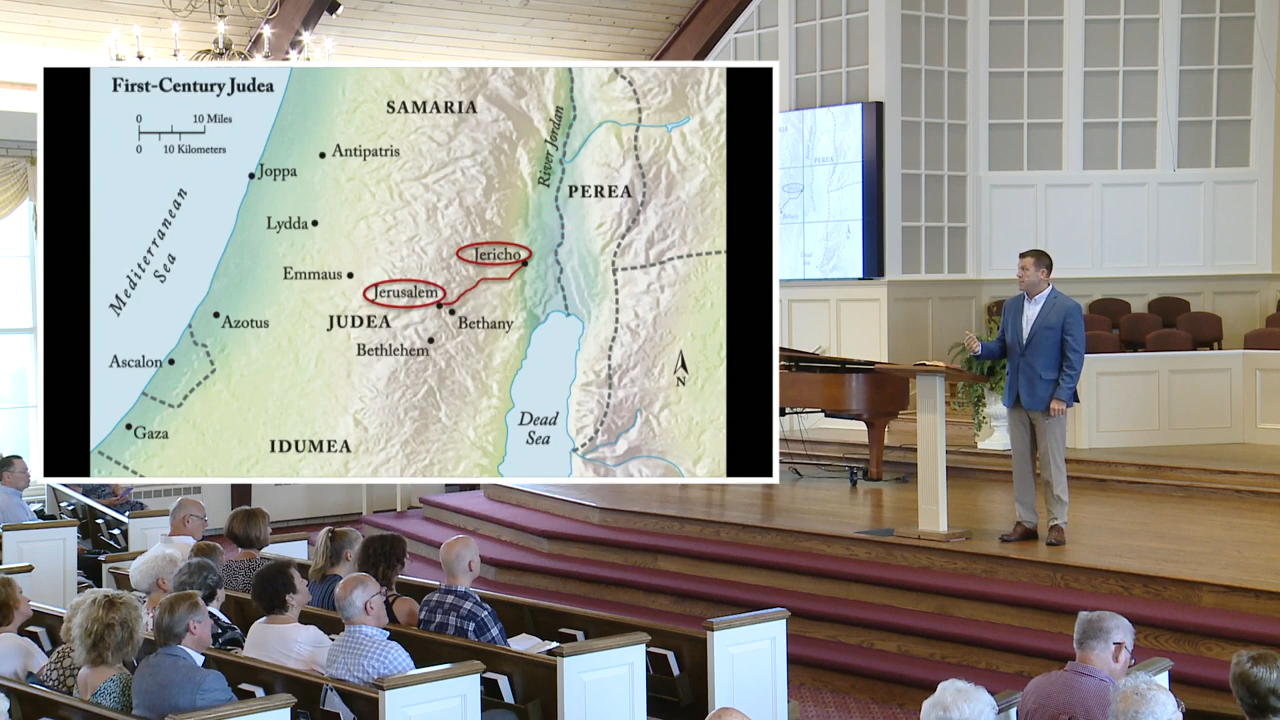 First-Century Judea
0 10 Miles
0 10 Kilometers
SAMARIA
River Jordan
Antipatris
Joppa
PEREA
Mediterranean
Sea
Lydda
Jericho
Emmaus
Jerusalem
Azotus
JUDEA
Bethany
Bethlehem
Ascalon
N
Dead
Sea
Gaza
IDUMEA
PEREA